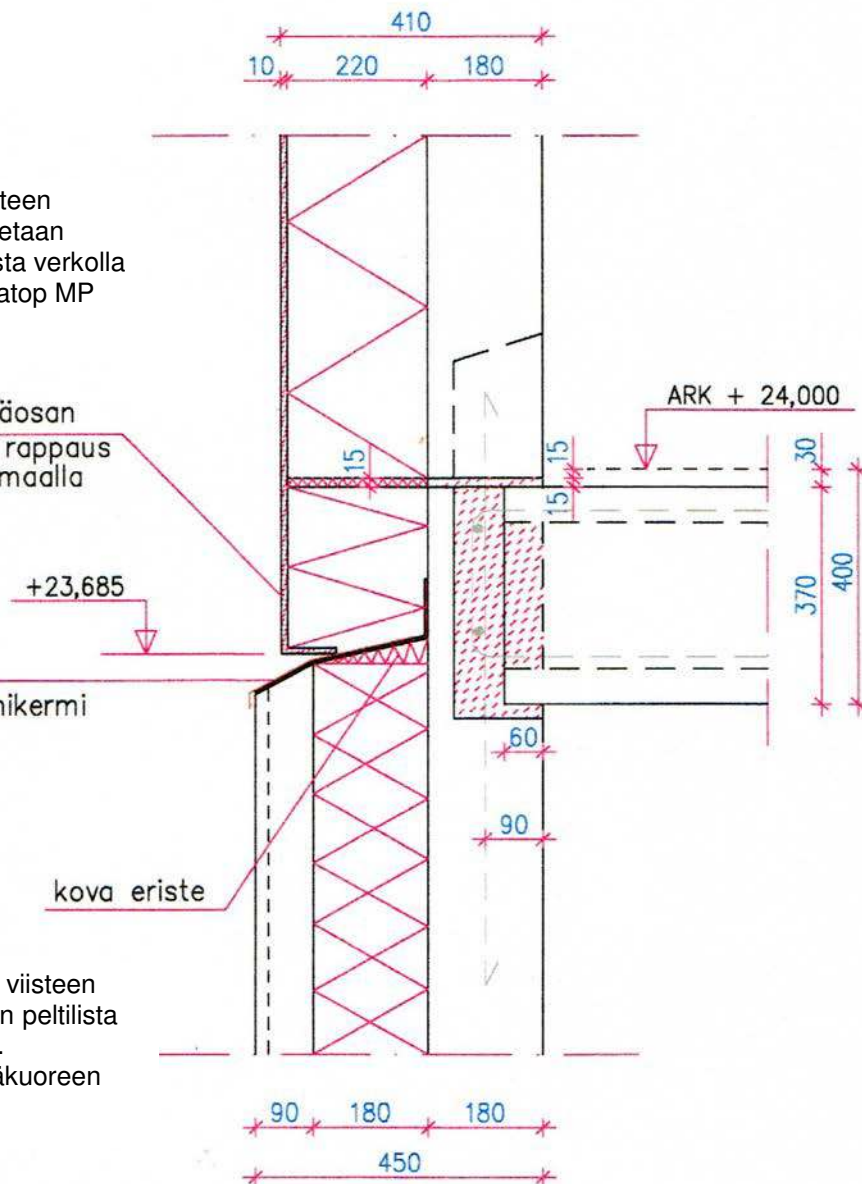 410
10 220 180
teen
etaan
sta verkolla
atop MP
äosan
rappaus
maalla
ARK + 24,000
15
15
15
30
370
400
+23,685
nikermi
60
90
kova eriste
viisteen
n peltilista
.
äkuoreen
90 180 180
450